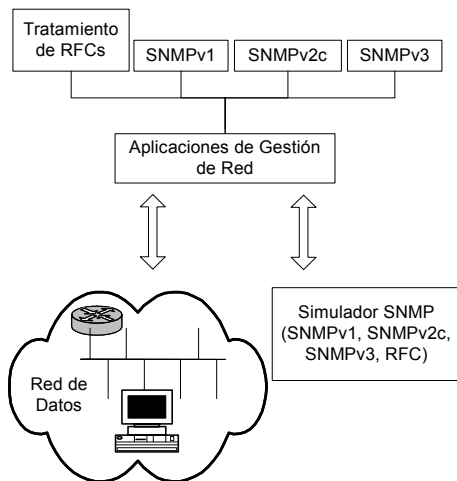 Tratamiento
de RFCs
SNMPv1
SNMPv2c
SNMPv3
Aplicaciones de Gestión
de Red
Simulador SNMP
(SNMPv1, SNMPv2c,
SNMPv3, RFC)
Red de
Datos